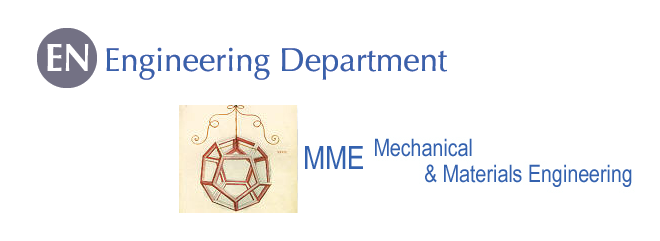 EN Engineering Department
MME Mechanical
& Materials Engineering